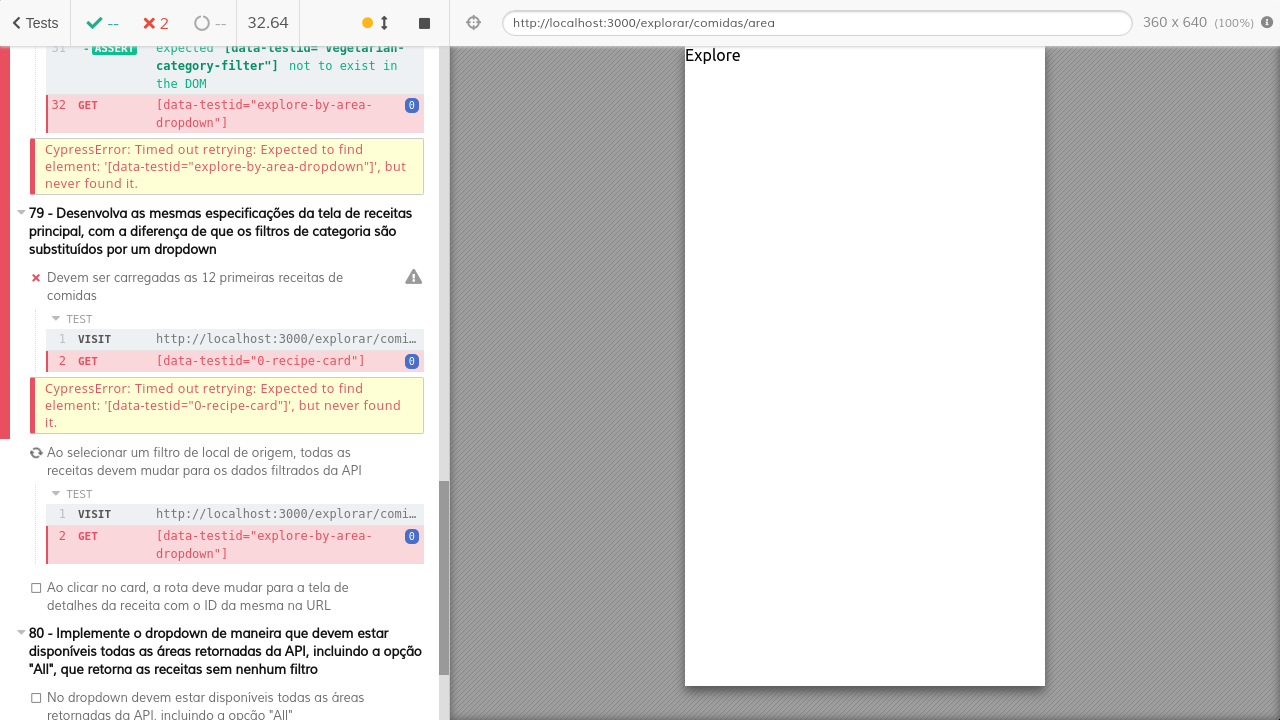 Tests
--
2
--
32.64
http://localhost:3000/explorar/comidas/area
360 x 640 (100%)
31 -ASSERT expected [data-testid="vegetarian-
category-filter"] not to exist in
the DOM
32 GET [data-testid="explore-by-area-
dropdown"]
0
CypressError: Timed out retrying: Expected to find
element: '[data-testid="explore-by-area-dropdown"]', but
never found it.
79 - Desenvolva as mesmas especificações da tela de receitas
principal, com a diferença de que os filtros de categoria são
substituídos por um dropdown
Devem ser carregadas as 12 primeiras receitas de
comidas
TEST
1 VISIT http://localhost:3000/explorar/comi…
2 GET [data-testid="0-recipe-card"] 0
CypressError: Timed out retrying: Expected to find
element: '[data-testid="0-recipe-card"]', but never found
it.
Ao selecionar um filtro de local de origem, todas as
receitas devem mudar para os dados filtrados da API
TEST
1 VISIT http://localhost:3000/explorar/comi…
2 GET [data-testid="explore-by-area-
dropdown"]
0
Ao clicar no card, a rota deve mudar para a tela de
detalhes da receita com o ID da mesma na URL
80 - Implemente o dropdown de maneira que devem estar
disponíveis todas as áreas retornadas da API, incluindo a opção
"All", que retorna as receitas sem nenhum filtro
No dropdown devem estar disponíveis todas as áreas
retornadas da API, incluindo a opção "All"
Explore